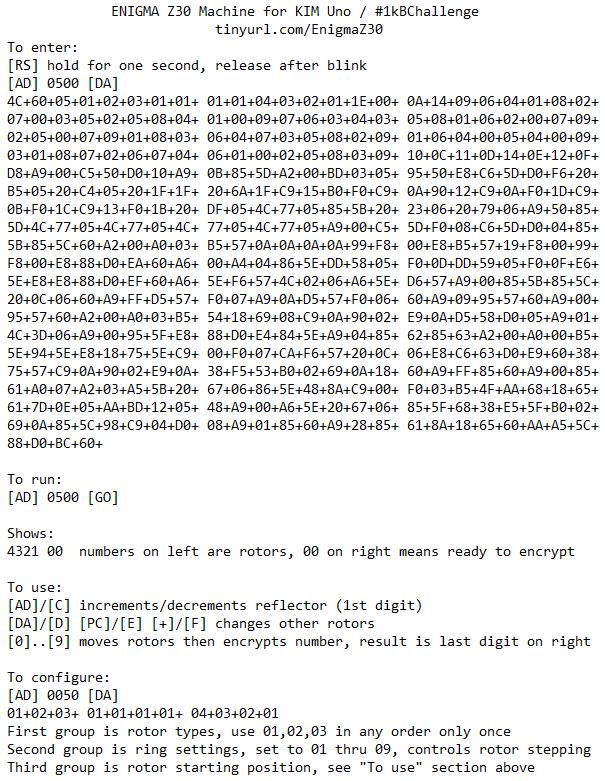 ENIGMA Z30 Machine for KIM Uno / #1kBChallenge
tinyurl.com/EnigmaZ30
To enter:
[RS] hold for one second, release after blink
[AD] 0500 [DA]
4C+60+05+01+02+03+01+01+ 01+01+04+03+02+01+1E+00+ 0A+14+09+06+04+01+08+02+
07+00+03+05+02+05+08+04+ 01+00+09+07+06+03+04+03+ 05+08+01+06+02+00+07+09+
02+05+00+07+09+01+08+03+ 06+04+07+03+05+08+02+09+ 01+06+04+00+05+04+00+09+
03+01+08+07+02+06+07+04+ 06+01+00+02+05+08+03+09+ 10+0C+11+0D+14+0E+12+0F+
D8+A9+00+C5+50+D0+10+A9+ 0B+85+5D+A2+00+BD+03+05+ 95+50+E8+C6+5D+D0+F6+20+
B5+05+20+C4+05+20+1F+1F+ 20+6A+1F+C9+15+B0+F0+C9+ 0A+90+12+C9+0A+F0+1D+C9+
0B+F0+1C+C9+13+F0+1B+20+ DF+05+4C+77+05+85+5B+20+ 23+06+20+79+06+A9+50+85+
5D+4C+77+05+4C+77+05+4C+ 77+05+4C+77+05+A9+00+C5+ 5D+F0+08+C6+5D+D0+04+85+
5B+85+5C+60+A2+00+A0+03+ B5+57+0A+0A+0A+0A+99+F8+ 00+E8+B5+57+19+F8+00+99+
F8+00+E8+88+D0+EA+60+A6+ 00+A4+04+86+5E+DD+58+05+ F0+0D+DD+59+05+F0+0F+E6+
5E+E8+E8+88+D0+EF+60+A6+ 5E+F6+57+4C+02+06+A6+5E+ D6+57+A9+00+85+5B+85+5C+
20+0C+06+60+A9+FF+D5+57+ F0+07+A9+0A+D5+57+F0+06+ 60+A9+09+95+57+60+A9+00+
95+57+60+A2+00+A0+03+B5+ 54+18+69+08+C9+0A+90+02+ E9+0A+D5+58+D0+05+A9+01+
4C+3D+06+A9+00+95+5F+E8+ 88+D0+E4+84+5E+A9+04+85+ 62+85+63+A2+00+A0+00+B5+
5E+94+5E+E8+18+75+5E+C9+ 00+F0+07+CA+F6+57+20+0C+ 06+E8+C6+63+D0+E9+60+38+
75+57+C9+0A+90+02+E9+0A+ 38+F5+53+B0+02+69+0A+18+ 60+A9+FF+85+60+A9+00+85+
61+A0+07+A2+03+A5+5B+20+ 67+06+86+5E+48+8A+C9+00+ F0+03+B5+4F+AA+68+18+65+
61+7D+0E+05+AA+BD+12+05+ 48+A9+00+A6+5E+20+67+06+ 85+5F+68+38+E5+5F+B0+02+
69+0A+85+5C+98+C9+04+D0+ 08+A9+01+85+60+A9+28+85+ 61+8A+18+65+60+AA+A5+5C+
88+D0+BC+60+
To run:
[AD] 0500 [GO]
Shows:
4321 00  numbers on left are rotors, 00 on right means ready to encrypt
To use:
[AD]/[C] increments/decrements reflector (1st digit)
[DA]/[D] [PC]/[E] [+]/[F] changes other rotors
[0]..[9] moves rotors then encrypts number, result is last digit on right
To configure:
[AD] 0050 [DA]
01+02+03+ 01+01+01+01+ 04+03+02+01
First group is rotor types, use 01,02,03 in any order only once
Second group is ring settings, set to 01 thru 09, controls rotor stepping
Third group is rotor starting position, see "To use" section above